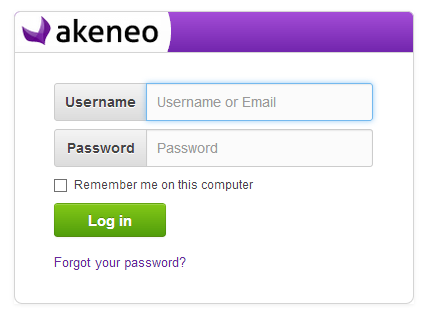 akeneo
Username Username or Email
Password Password
Remember me on this computer
Log in
Forgot your password?